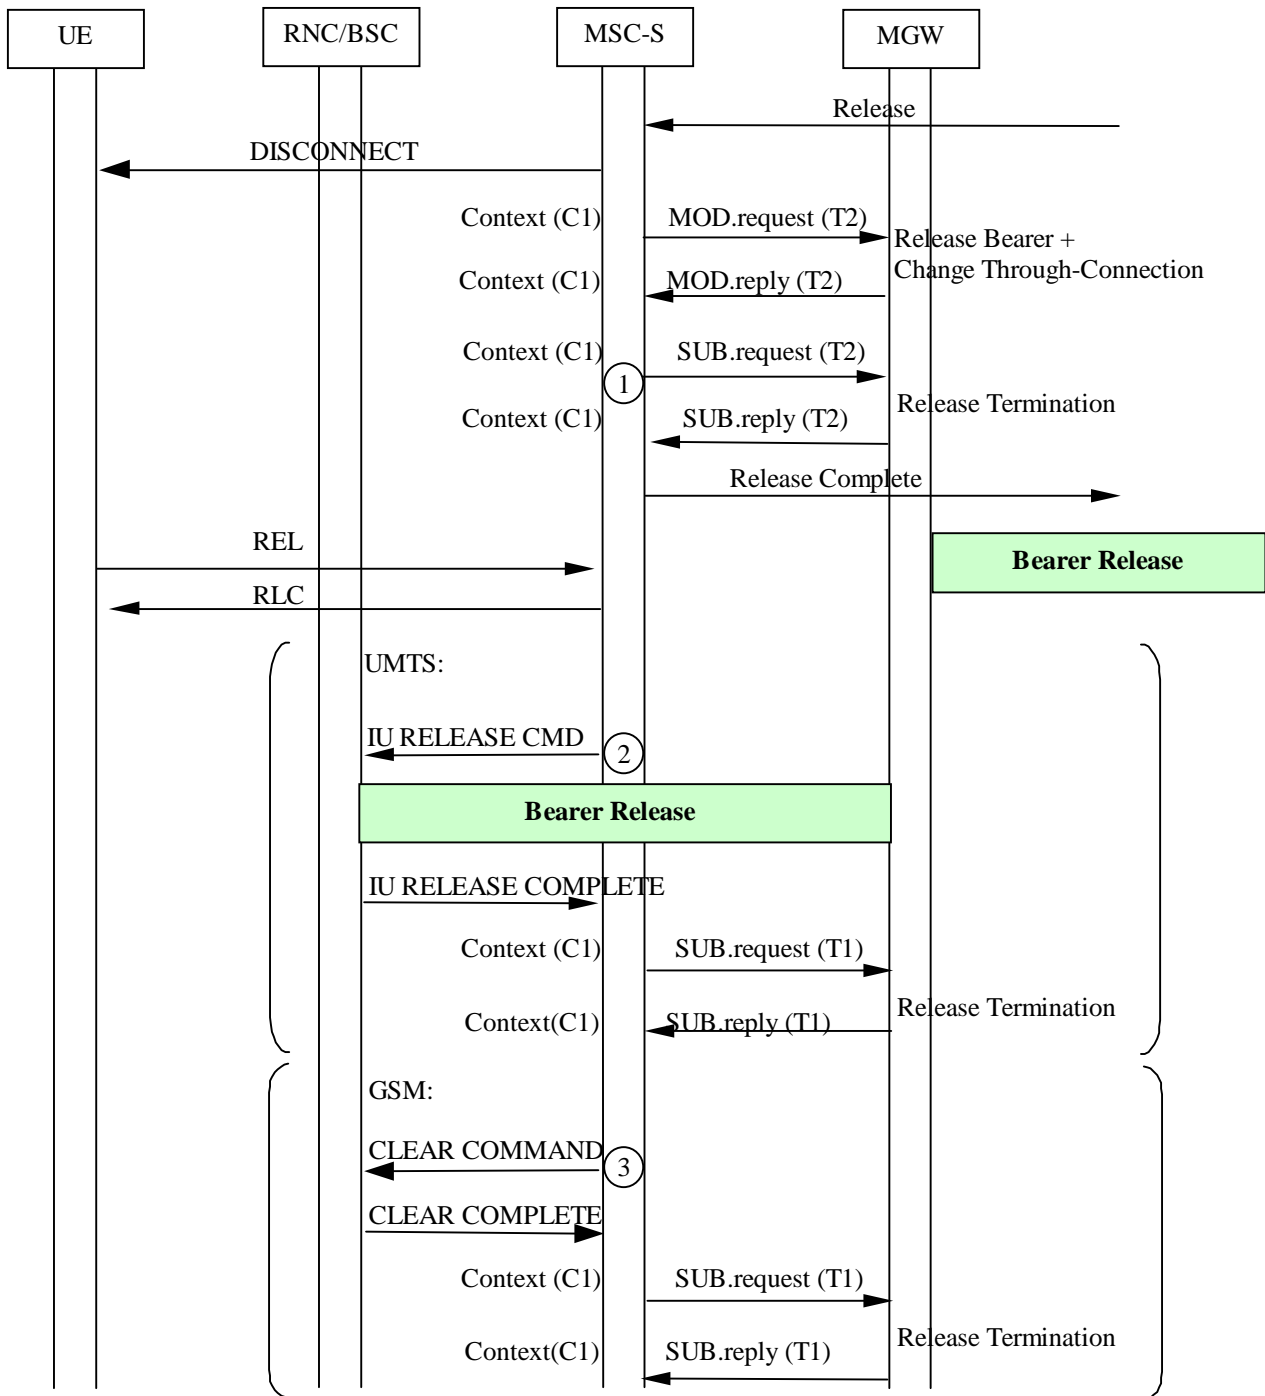 UE
RNC/BSC
MSC-S
MGW
Release
DISCONNECT
Context (C1)
MOD.request (T2)
Release Bearer +
Change Through-Connection
Context (C1)
MOD.reply (T2)
Context (C1)
SUB.request (T2)
1
Release Termination
Context (C1)
SUB.reply (T2)
Release Complete
REL
Bearer Release
RLC
UMTS:
IU RELEASE CMD
2
Bearer Release
IU RELEASE COMPLETE
Context (C1)
SUB.request (T1)
Release Termination
Context(C1)
SUB.reply (T1)
GSM:
CLEAR COMMAND
3
CLEAR COMPLETE
Context (C1)
SUB.request (T1)
Release Termination
Context(C1)
SUB.reply (T1)